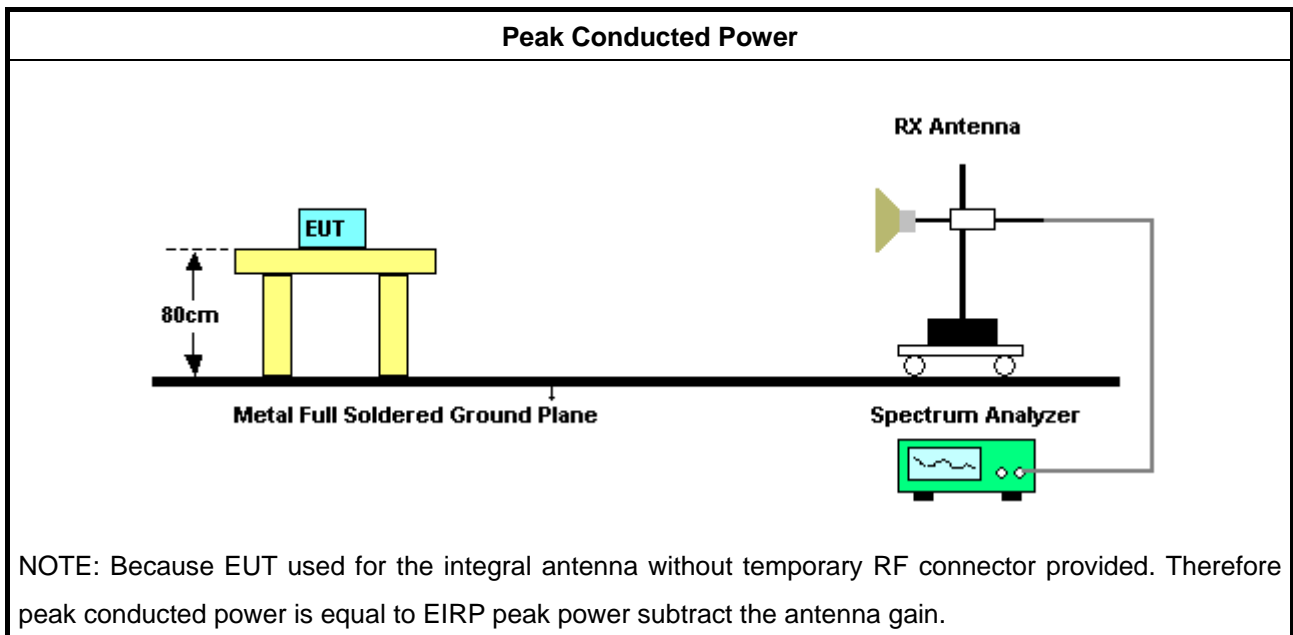 Peak Conducted Power
RX Antenna
EUT
80cm
Metal Full Soldered Ground Plane
Spectrum Analyzer
NOTE: Because EUT used for the integral antenna without temporary RF connector provided. Therefore
peak conducted power is equal to EIRP peak power subtract the antenna gain.